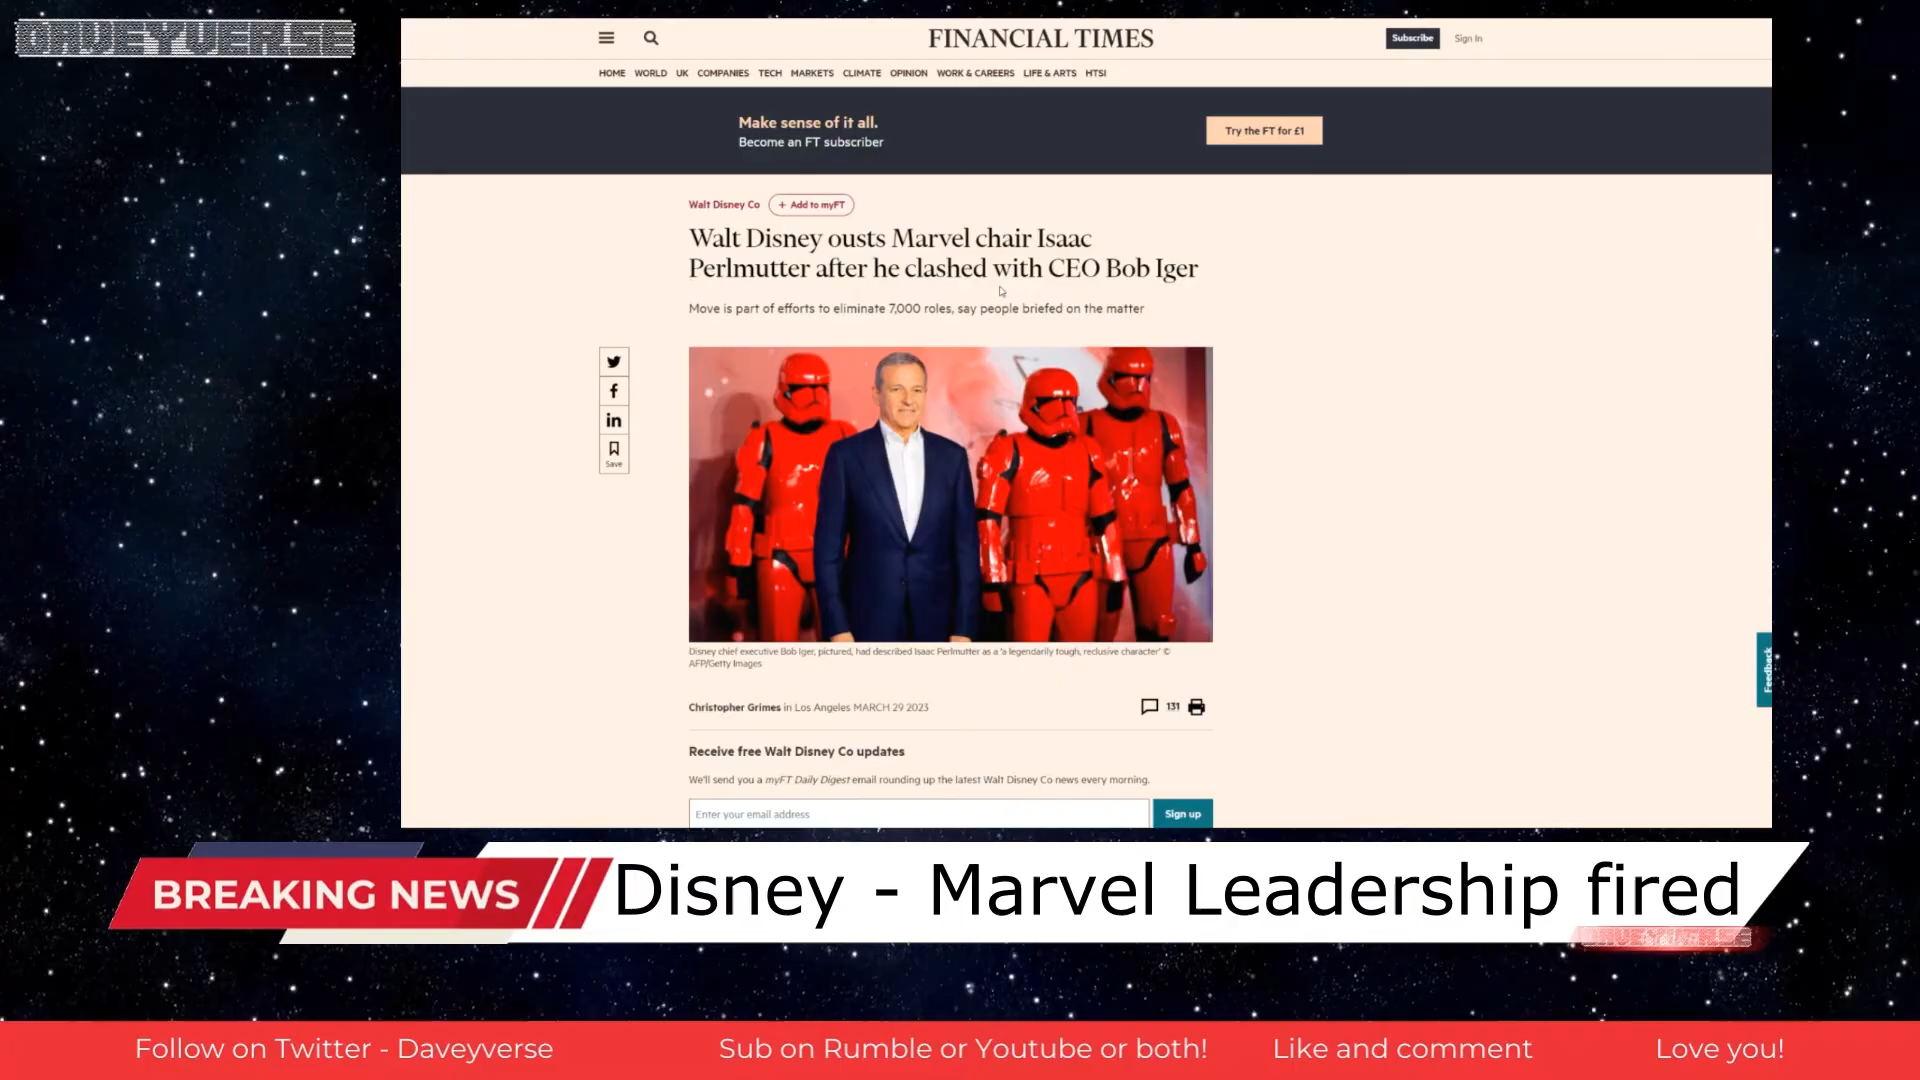 DAVEYVERSE
FINANCIAL TIMES
Subscribe
Sign In
HOME WORLD UK COMPANIES TECH MARKETS CLIMATE OPINION WORK & CAREERS LIFE & ARTS HTSI
Make sense of it all.
Become an FT subscriber
Try the FT for £1
Walt Disney Co
+ Add to myFT
Walt Disney ousts Marvel chair Isaac
Perlmutter after he clashed with CEO Bob Iger
Move is part of efforts to eliminate 7,000 roles, say people briefed on the matter
Save
Disney chief executive Bob Iger, pictured, had described Isaac Perlmutter as a ‘a legendarily tough, reclusive character’ ©
AFP/Getty Images
Christopher Grimes in Los Angeles MARCH 29 2023
131
Receive free Walt Disney Co updates
We'll send you a myFT Daily Digest email rounding up the latest Walt Disney Co news every morning.
Enter your email address
Sign up
Feedback
BREAKING NEWS
Disney - Marvel Leadership fired
Follow on Twitter - Daveyverse
Sub on Rumble or Youtube or both!
Like and comment
Love you!